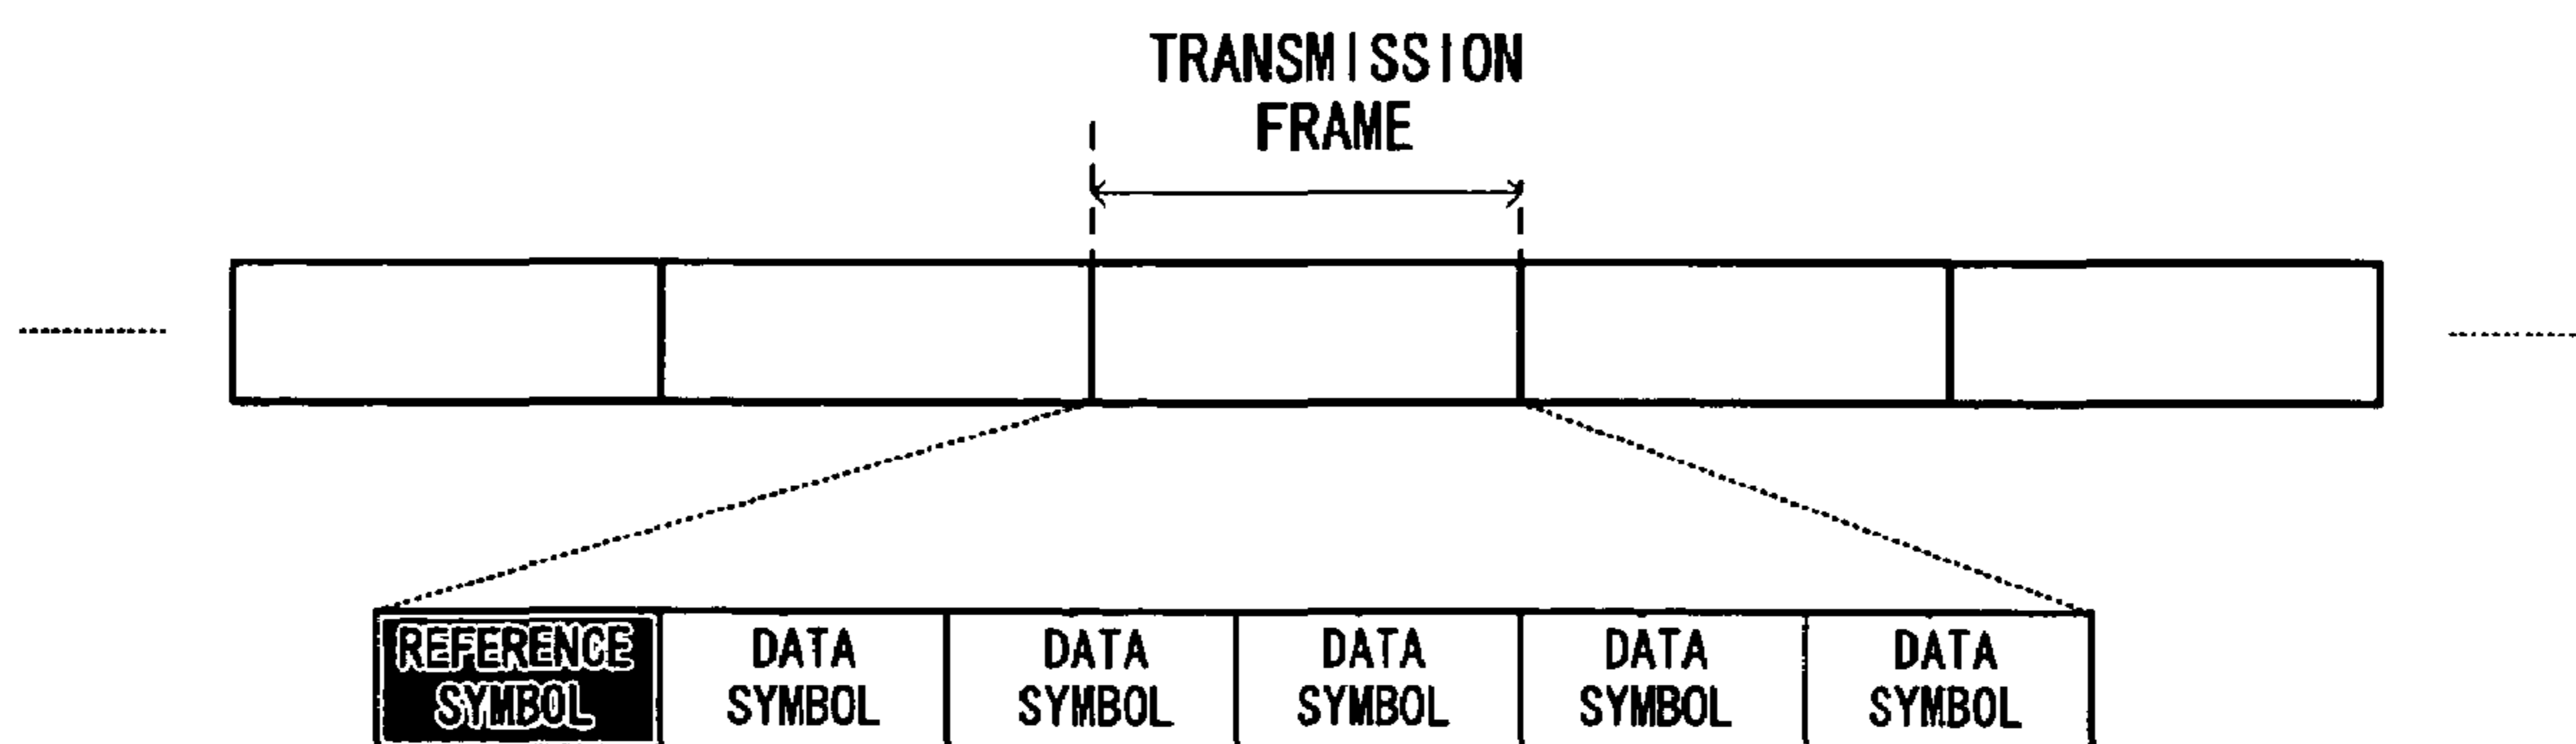 TRANSMISSION
FRAME
REFERENCE DATA DATA DATA DATA DATA
SYMBOL SYMBOL SYMBOL SYMBOL SYMBOL SYMBOL